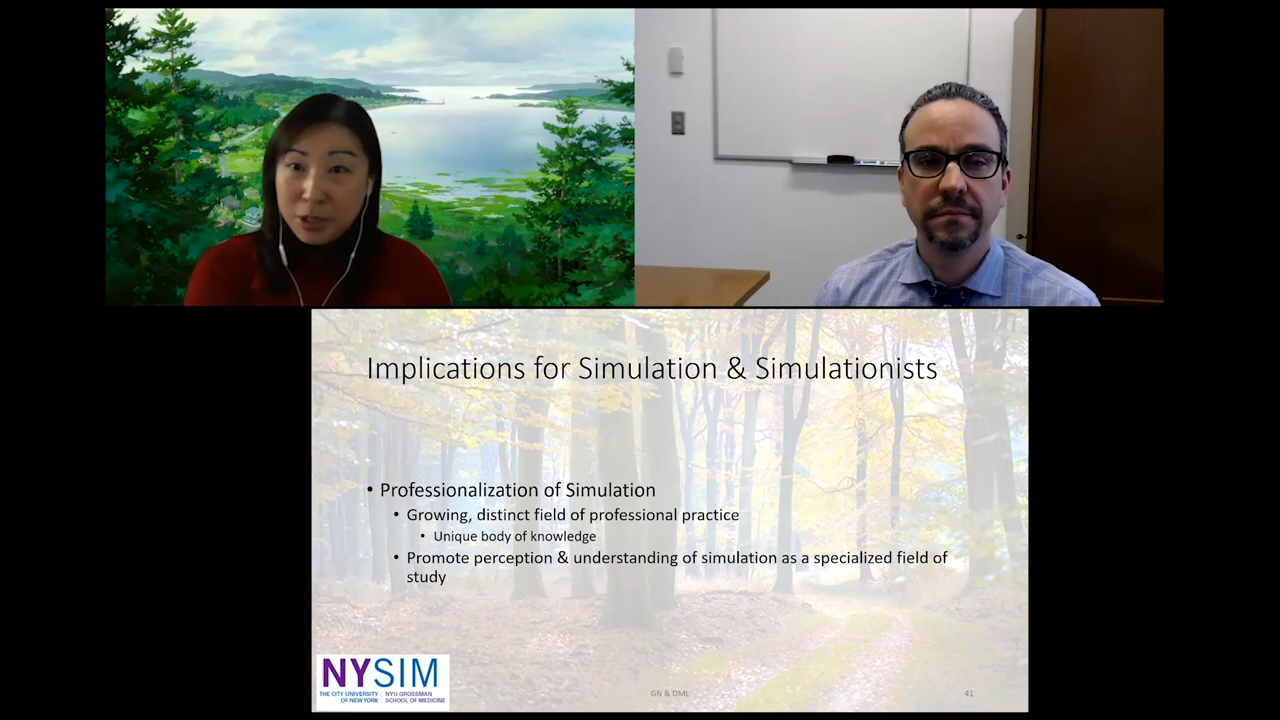 Implications for Simulation & Simulationists
• Professionalization of Simulation
• Growing, distinct field of professional practice
• Unique body of knowledge
• Promote perception & understanding of simulation as a specialized field of
study
NYSIM
THE CITY UNIVERSITY
OF NEW YORK
NYU GROSSMAN
SCHOOL OF MEDICINE
GN & DML
41